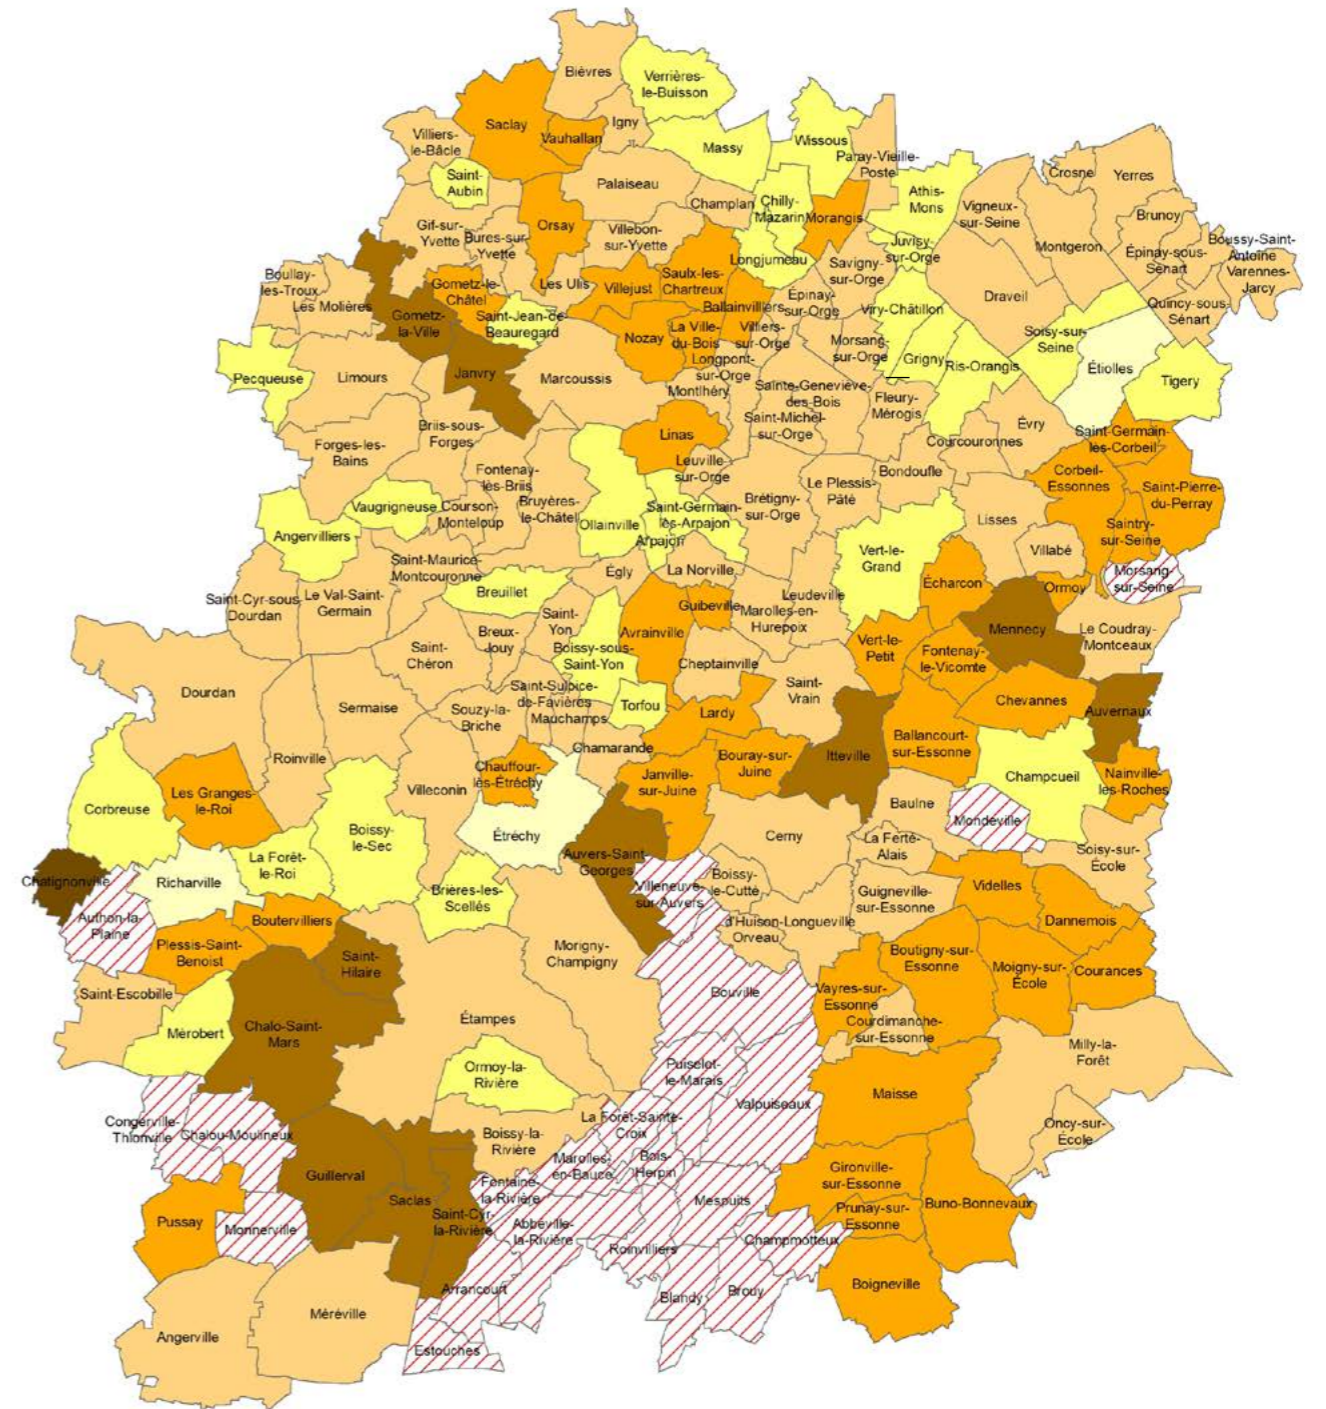 Bièvres
Verrières-
le-Buisson
Saclay
Vauhallan
Igny
Villiers-
le-Bâcle
Massy
Wissous
Paray-Vieille-
Poste
Saint-
Aubin
Palaiseau
Champlan
Chilly-
Mazarin
Morangis
Athis-
Mons
Vigneux-
sur-Seine
Crosne
Yerres
Brunoy
Montgeron
Épinay-sous-
Sénart
Boussy-Saint-
Antoine
Varennes-
Jarcy
Quincy-sous-
Sénart
Gif-sur-
Yvette
Bures-sur-
Yvette
Orsay
Villebon-
sur-Yvette
Longjumeau
Juvisy-
sur-Orge
Savigny-
sur-Orge
Draveil
Boullay-
les-Troux
Les Molières
Gometz-
la-Ville
Gometz-le-
Châtel
Saint-Jean-de-
Beauregard
Les Ulis
Villejust
Saulx-les-
Chartreux
Ballainvilliers
Épinay-
sur-Orge
Viry-Châtillon
Nozay
La Ville-
du-Bois
Villiers-
sur-Orge
Morsang-
sur-Orge
Grigny
Ris-Orangis
Soisy-sur-
Seine
Étiolles
Tigery
Pecqueuse
Limours
Janvry
Marcoussis
Longpont-
sur-Orge
Montlhéry
Sainte-Geneviève-
des-Bois
Saint-Michel-
sur-Orge
Fleury-
Mérogis
Courcouronnes
Évry
Saint-Germain-
lès-Corbeil
Corbeil-
Essonnes
Saint-Pierre-
du-Perray
Saintry-
sur-Seine
Forges-les-
Bains
Briis-sous-
Forges
Linas
Leuville-
sur-Orge
Fontenay-
lès-Briis
Bruyères-
le-Châtel
Courson-
Monteloup
Vaugrigneuse
Angervilliers
Ollainville
Saint-Germain-
lès-Arpajon
Arpajon
Brétigny-
sur-Orge
Le Plessis-
Pâté
Bondoufle
Lisses
Villabé
Vert-le-
Grand
Écharcon
Ormoy
Morsang-
sur-Seine
Saint-Cyr-sous-
Dourdan
Le Val-Saint-
Germain
Saint-Maurice-
Montcouronne
Breuillet
Égly
La Norville
Guibeville
Marolles-en-
Hurepoix
Leudeville
Mennecy
Le Coudray-
Montceaux
Dourdan
Saint-
Chéron
Breux-
Jouy
Saint-
Yon
Boissy-sous-
Saint-Yon
Avrainville
Cheptainville
Vert-le-
Petit
Fontenay-
le-Vicomte
Saint-
Vrain
Roinville
Sermaise
Souzy-la-
Briche
Saint-Sulpice-
de-Favières
Mauchamps
Torfou
Lardy
Chevannes
Auvernaux
Ballancourt-
sur-Essonne
Itteville
Bouray-sur-
Juine
Chamarande
Janville-
sur-Juine
Chauffour-
lès-Étréchy
Villeconin
Étréchy
Champcueil
Nainville-
les-Roches
Corbreuse
Les Granges-
le-Roi
Boissy-
le-Sec
La Forêt-
le-Roi
Richarville
Chatignonville
Authon-la-
Plaine
Baulne
Mondeville
Cerny
La Ferté-
Alais
Soisy-sur-
École
Auvers-Saint-
Georges
Villeneuve-
sur-Auvers
Boissy-
le-Cutté
Guigneville-
sur-Essonne
Videlles
Dannemois
Brières-les-
Scellés
Boutervilliers
Plessis-Saint-
Benoist
Saint-
Hilaire
Morigny-
Champigny
d'Huison-Longueville
Orveau
Boutigny-sur-
Essonne
Moigny-sur-
École
Courances
Saint-Escobille
Mérobert
Chalo-Saint-
Mars
Étampes
Bouville
Vayres-sur-
Essonne
Courdimanche-
sur-Essonne
Milly-la-
Forêt
Ormoy-la-
Rivière
Puiselet-
le-Marais
Valpuiseaux
Maisse
Oncy-sur-
École
Congerville-
Thionville
Chalou-Moulineux
Boissy-la-
Rivière
La Forêt-Sainte-
Croix
Marolles-
en-Bauce
Bois-
Herpin
Guillerval
Saclas
Saint-Cyr-
la-Rivière
Fontaine-
la-Rivière
Abbéville-
la-Rivière
Mespuits
Gironville-
sur-Essonne
Prunay-sur-
Essonne
Buno-Bonnevaux
Pussay
Monnerville
Roinvilliers
Champmotteux
Arrancourt
Blandy
Brouy
Boigneville
Méréville
Angerville
Estouches